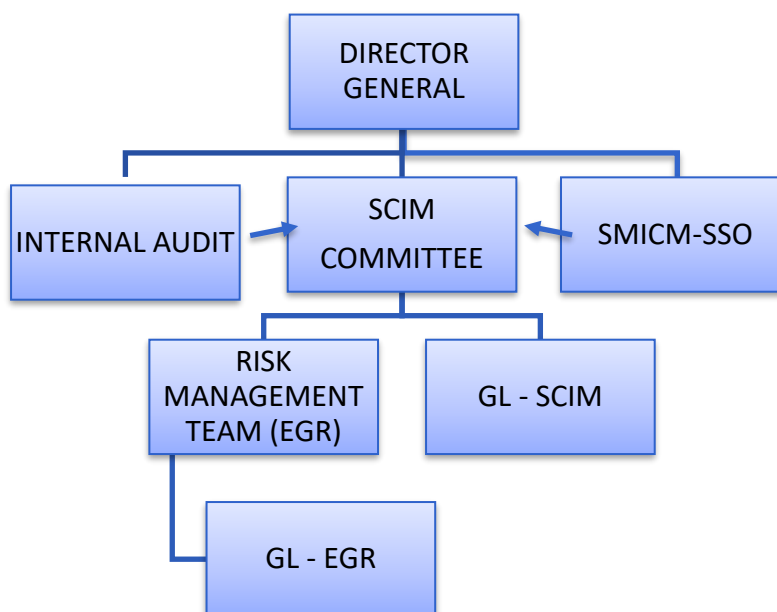 DIRECTOR
GENERAL
INTERNAL AUDIT
SCIM
COMMITTEE
SMICM-SSO
RISK
MANAGEMENT
TEAM (EGR)
GL - SCIM
GL - EGR